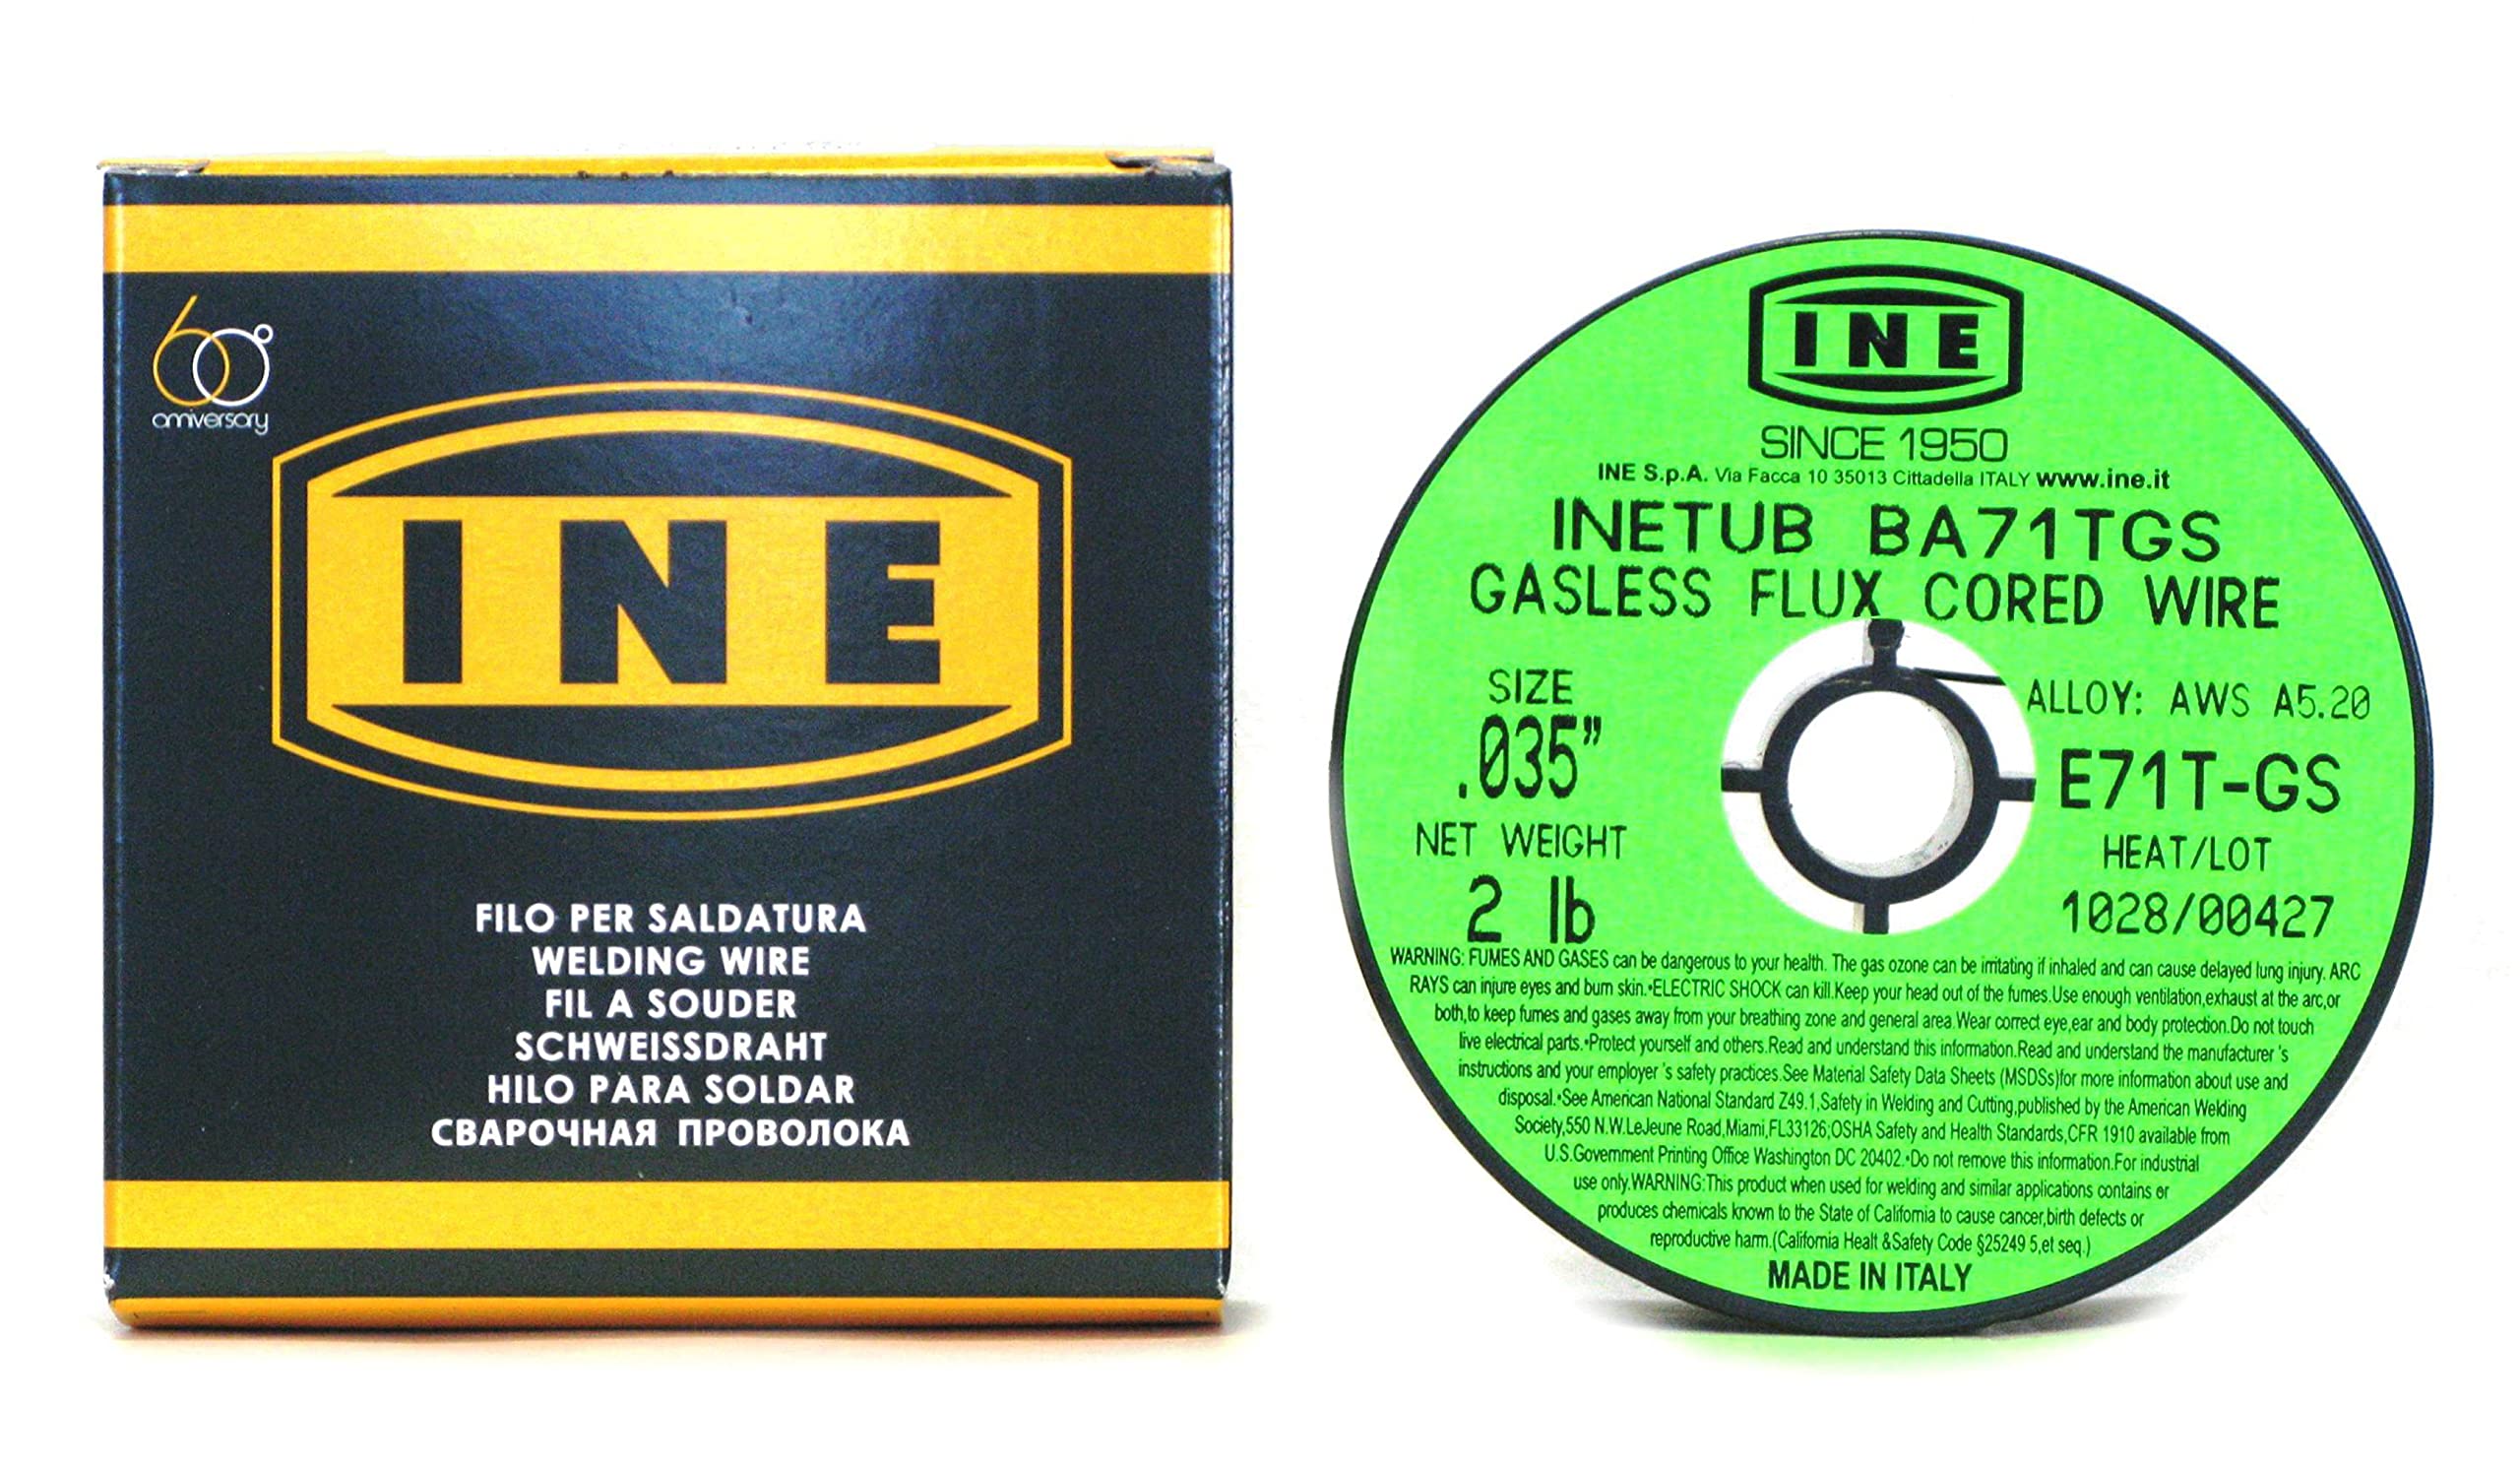 60°
anniversary
INE
FILO PER SALDATURA
WELDING WIRE
FIL A SOUDER
SCHWEISSDRAHT
HILO PARA SOLDAR
СВАРОЧНАЯ ПРОВОЛОКА
INE
SINCE 1950
INE S.p.A. Via Facca 10 35013 Cittadella ITALY www.ine.it
INETUB BA71TGS
GASLESS FLUX CORED WIRE
SIZE
.035”
NET WEIGHT
2 lb
ALLOY: AWS A5.20
E71T-GS
HEAT/LOT
1028/00427
WARNING: FUMES AND GASES can be dangerous to your health. The gas ozone can be irritating if inhaled and can cause delayed lung injury. ARC
RAYS can injure eyes and burn skin.•ELECTRIC SHOCK can kill.Keep your head out of the fumes.Use enough ventilation,exhaust at the arc,or
both,to keep fumes and gases away from your breathing zone and general area.Wear correct eye,ear and body protection.Do not touch
live electrical parts.•Protect yourself and others.Read and understand this information.Read and understand the manufacturer 's
instructions and your employer 's safety practices.See Material Safety Data Sheets (MSDSs)for more information about use and
disposal.•See American National Standard Z49.1,Safety in Welding and Cutting,published by the American Welding
Society,550 N.W.LeJeune Road,Miami,FL33126;OSHA Safety and Health Standards,CFR 1910 available from
U.S.Government Printing Office Washington DC 20402.•Do not remove this information.For industrial
use only.WARNING:This product when used for welding and similar applications contains or
produces chemicals known to the State of California to cause cancer,birth defects or
reproductive harm.(California Healt &Safety Code §25249 5,et seq.)
MADE IN ITALY